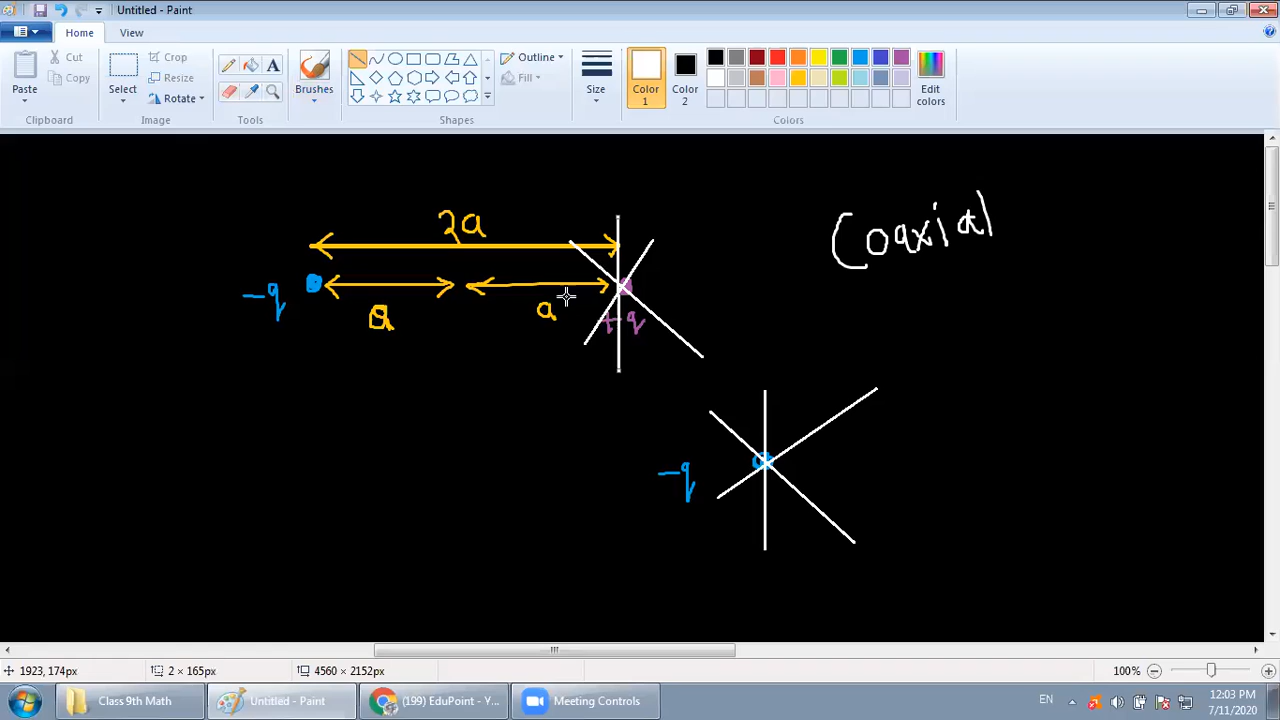 Untitled - Paint
Home View
Cut
Copy
Paste
Clipboard
Select
Crop
Resize
Rotate
Image
Tools
Brushes
Shapes
Outline
Fill
Size
Color 1
Color 2
Edit colors
Colors
2a
Coaxial
-q
a
a
+q
-q
1923, 174px
2 × 165px
4560 × 2152px
100%
Class 9th Math
Untitled - Paint
(199) EduPoint - Y...
Meeting Controls
EN
12:03 PM
7/11/2020